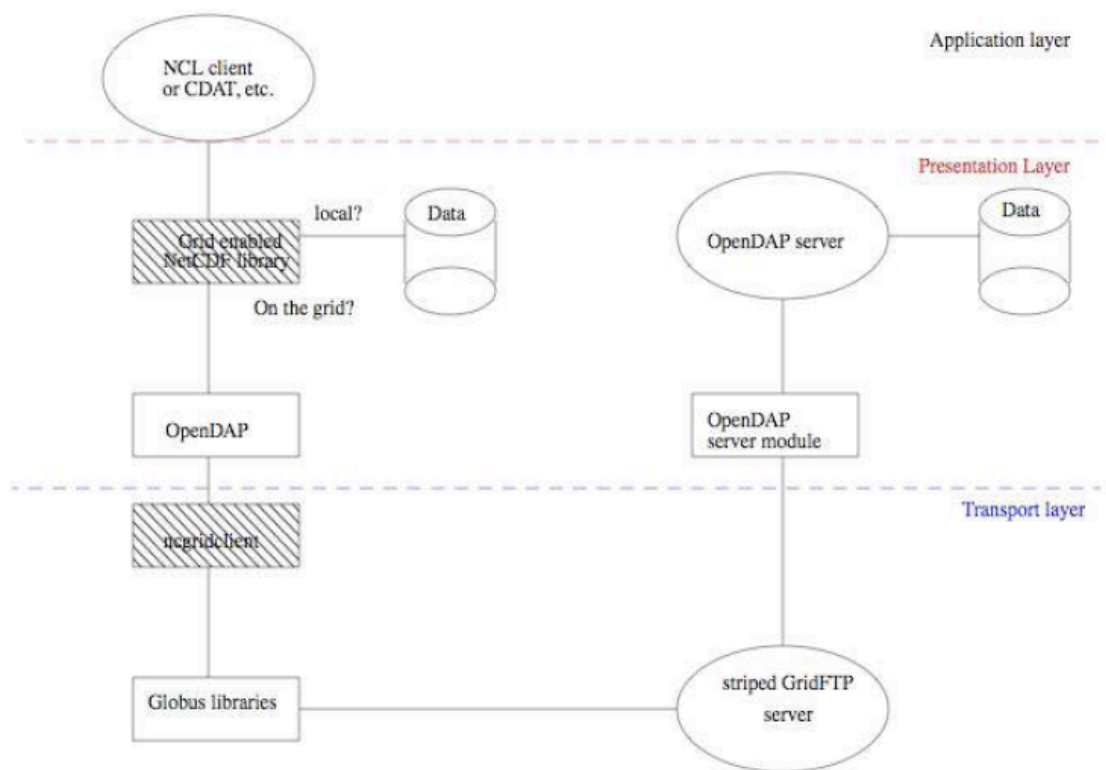 NCL client
or CDAT, etc.
Application layer
Presentation Layer
local?
Data
Grid enabled
NetCDF library
On the grid?
OpenDAP server
Data
OpenDAP
OpenDAP
server module
Transport layer
ncgridclient
Globus libraries
striped GridFTP
server